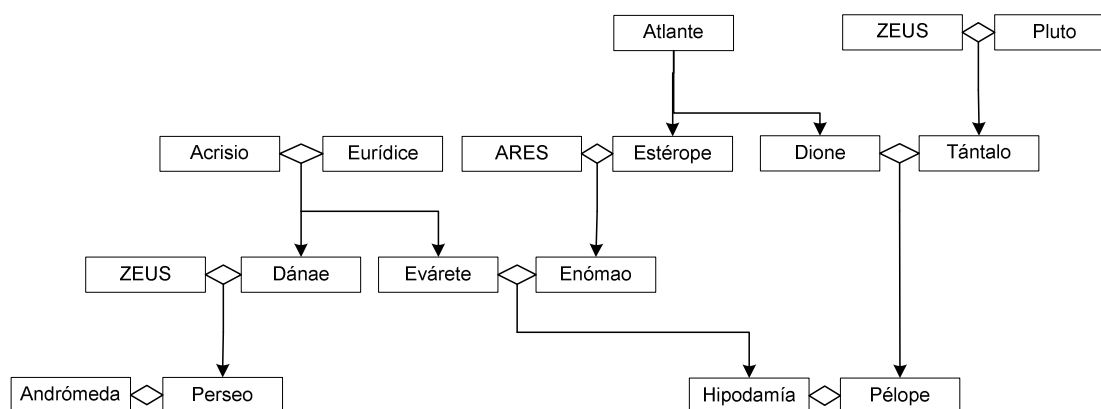 Atlante
ZEUS
Pluto
Acrisio
Eurídice
ARES
Estérope
Dione
Tántalo
ZEUS
Dánae
Evárete
Enómao
Andrómeda
Perseo
Hipodamía
Pélope